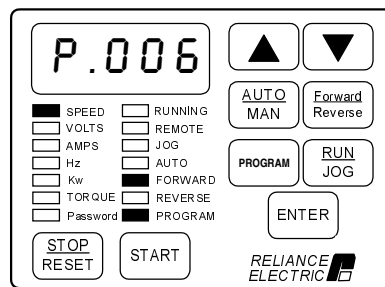 P.006
SPEED
VOLTS
AMPS
Hz
Kw
TORQUE
Password
RUNNING
REMOTE
JOG
AUTO
FORWARD
REVERSE
PROGRAM
AUTO
MAN
Forward
Reverse
PROGRAM
RUN
JOG
ENTER
STOP
RESET
START
RELIANCE
ELECTRIC